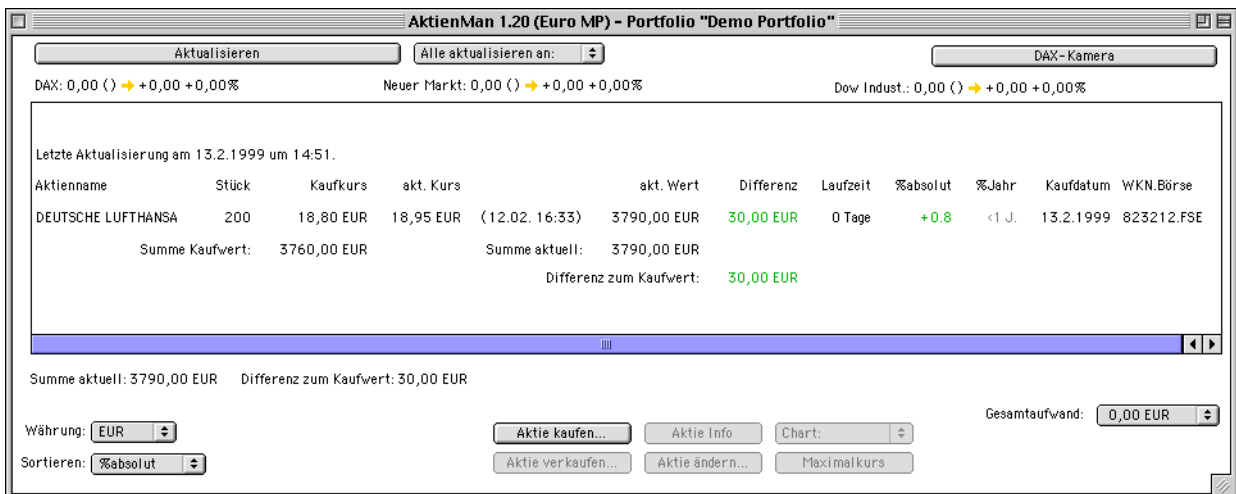 AktienMan 1.20 (Euro MP) - Portfolio "Demo Portfolio"
Aktualisieren Alle aktualisieren an: DAX-Kamera
DAX: 0,00 () ➔ +0,00 +0,00% Neuer Markt: 0,00 () ➔ +0,00 +0,00% Dow Indust.: 0,00 () ➔ +0,00 +0,00%
Letzte Aktualisierung am 13.2.1999 um 14:51.
Aktienname Stück Kaufkurs akt. Kurs akt. Wert Differenz Laufzeit %absolut %Jahr Kaufdatum WKN.Börse
DEUTSCHE LUFTHANSA 200 18,80 EUR 18,95 EUR (12.02. 16:33) 3790,00 EUR 30,00 EUR 0 Tage +0.8 <1 J. 13.2.1999 823212.FSE
Summe Kaufwert: 3760,00 EUR Summe aktuell: 3790,00 EUR
Differenz zum Kaufwert: 30,00 EUR
Summe aktuell: 3790,00 EUR Differenz zum Kaufwert: 30,00 EUR
Gesamtaufwand: 0,00 EUR
Währung: EUR Aktie kaufen... Aktie Info Chart:
Sortieren: %absolut Aktie verkaufen... Aktie ändern... Maximalkurs